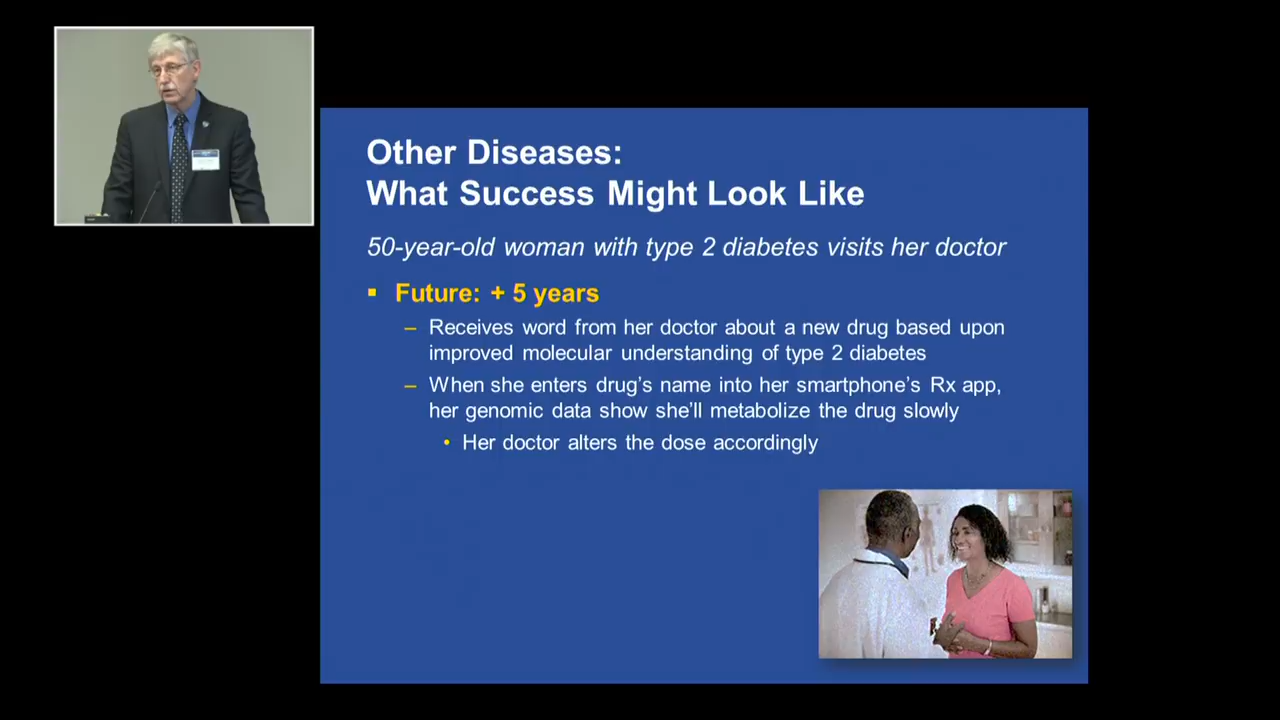 Other Diseases:
What Success Might Look Like
50-year-old woman with type 2 diabetes visits her doctor
▪ Future: + 5 years
– Receives word from her doctor about a new drug based upon
improved molecular understanding of type 2 diabetes
– When she enters drug’s name into her smartphone’s Rx app,
her genomic data show she’ll metabolize the drug slowly
• Her doctor alters the dose accordingly